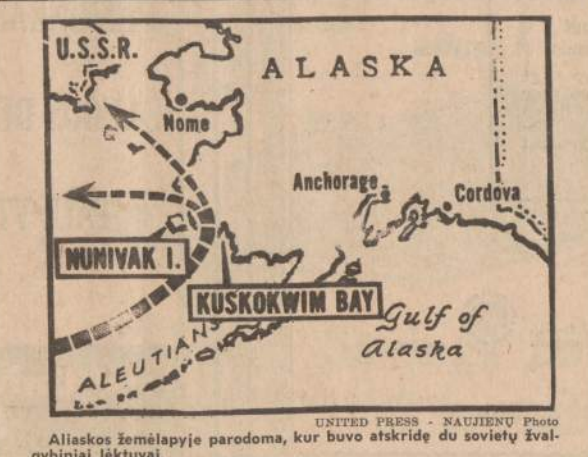 U.S.S.R.
ALASKA
Nome
Anchorage
Cordova
NUNIVAK I.
KUSKOKWIM BAY
Gulf of
Alaska
ALEUTIANS
UNITED PRESS - NAUJIENŲ Photo
Aliaskos žemėlapyje parodoma, kur buvo atskridę du sovietų žval-
gybiniai lėktuvai